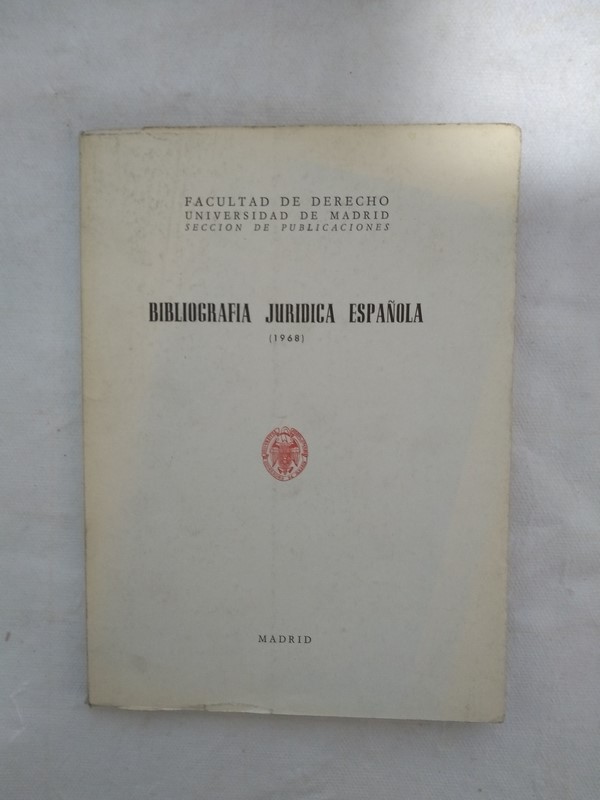 FACULTAD DE DERECHO
UNIVERSIDAD DE MADRID
SECCION DE PUBLICACIONES
BIBLIOGRAFIA JURIDICA ESPAÑOLA
(1968)
MADRID